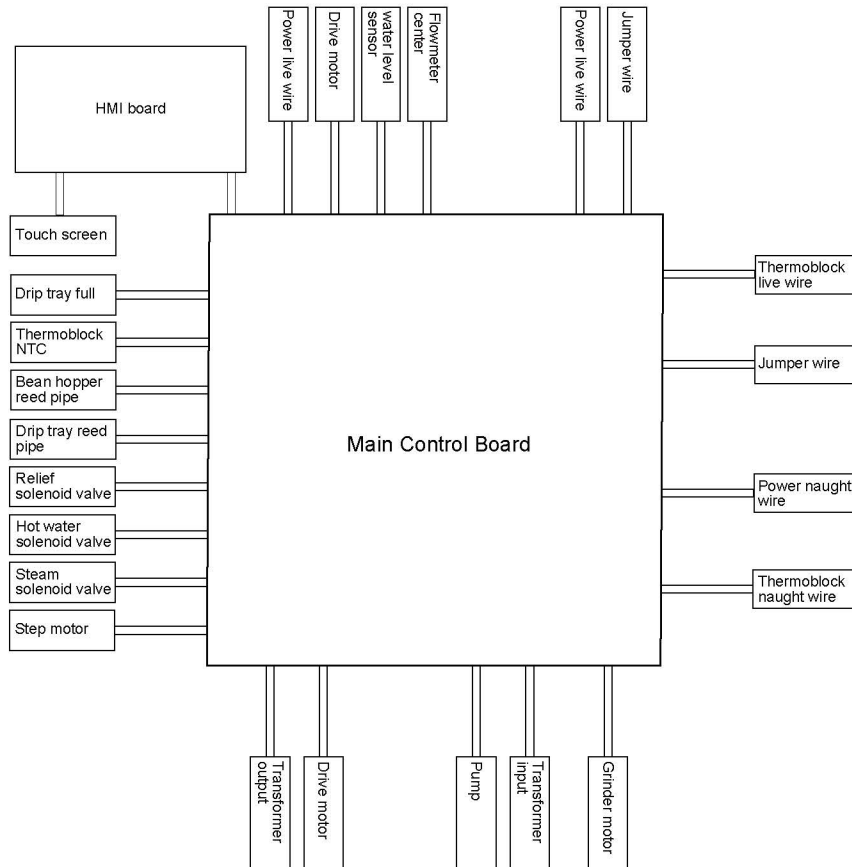 HMI board
Power live wire
Drive motor
water level
sensor
Flowmeter
center
Power live wire
Jumper wire
Touch screen
Drip tray full
Thermoblock
NTC
Bean hopper
reed pipe
Drip tray reed
pipe
Relief
solenoid valve
Hot water
solenoid valve
Steam
solenoid valve
Step motor
Main Control Board
Thermoblock
live wire
Jumper wire
Power naught
wire
Thermoblock
naught wire
Transformer
output
Drive motor
Pump
Transformer
input
Grinder motor